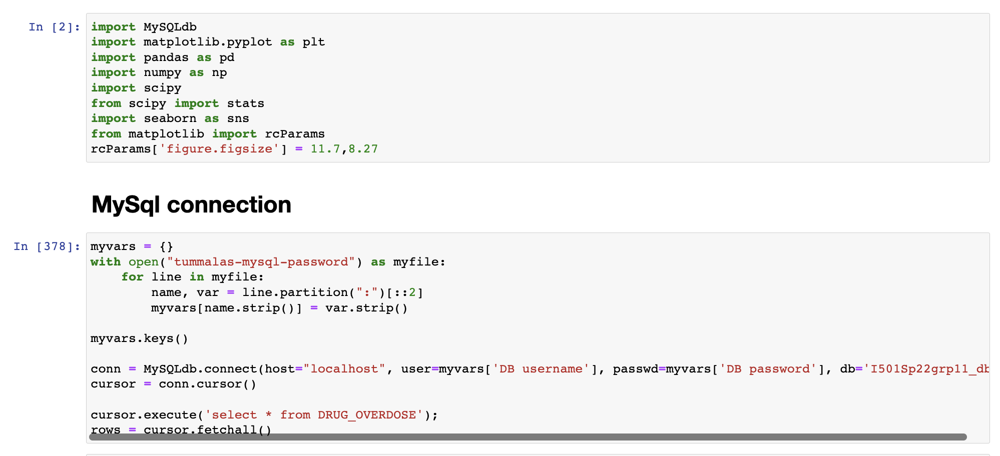 In [2]:
import MySQLdb
import matplotlib.pyplot as plt
import pandas as pd
import numpy as np
import scipy
from scipy import stats
import seaborn as sns
from matplotlib import rcParams
rcParams['figure.figsize'] = 11.7,8.27
MySql connection
In [378]:
myvars = {}
with open("tummalas-mysql-password") as myfile:
    for line in myfile:
        name, var = line.partition(":")[::2]
        myvars[name.strip()] = var.strip()
myvars.keys()
conn = MySQLdb.connect(host="localhost", user=myvars['DB username'], passwd=myvars['DB password'], db='I501Sp22grp11_db
cursor = conn.cursor()
cursor.execute('select * from DRUG_OVERDOSE');
rows = cursor.fetchall()